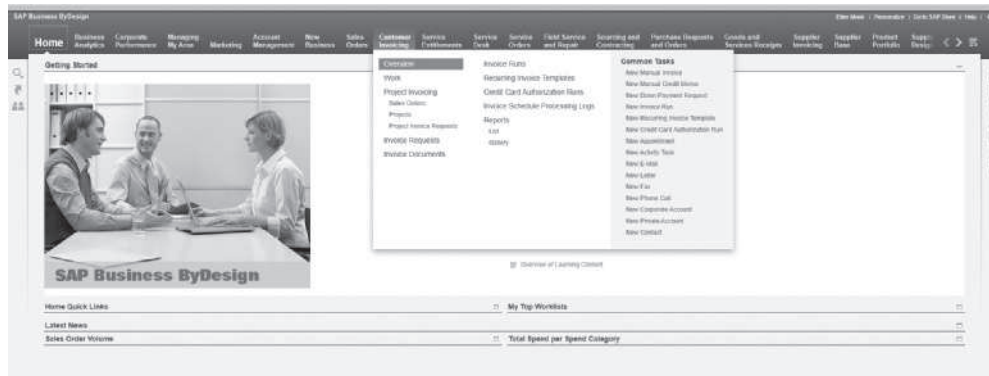 SAP Business ByDesign
Home
Business Analytics
Corporate Performance
Managing My Area
Marketing
Account Management
New Business
Sales Orders
Customer Invoicing
Service Entitlements
Service Desk
Service Orders
Field Service and Repair
Sourcing and Contracting
Purchase Requests and Orders
Goods and Services Receipts
Supplier Invoicing
Supplier Base
Product Portfolio
Getting Started
Overview
Work
Project Invoicing
Sales Orders
Projects
Project Invoice Requests
Invoice Requests
Invoice Documents
Invoice Runs
Recurring Invoice Templates
Credit Card Authorization Runs
Invoice Schedule Processing Logs
Reports
List
Common Tasks
New Manual Invoice
New Manual Credit Memo
New Down Payment Request
New Invoice Run
New Recurring Invoice Template
New Credit Card Authorization Run
New Appointment
New Activity Task
New E-Mail
New Letter
New Fax
New Phone Call
New Corporate Account
New Private Account
New Contact
SAP Business ByDesign
Overview of Learning Content
Home Quick Links
My Top Worklists
Latest News
Sales Order Volume
Total Spend per Spend Category